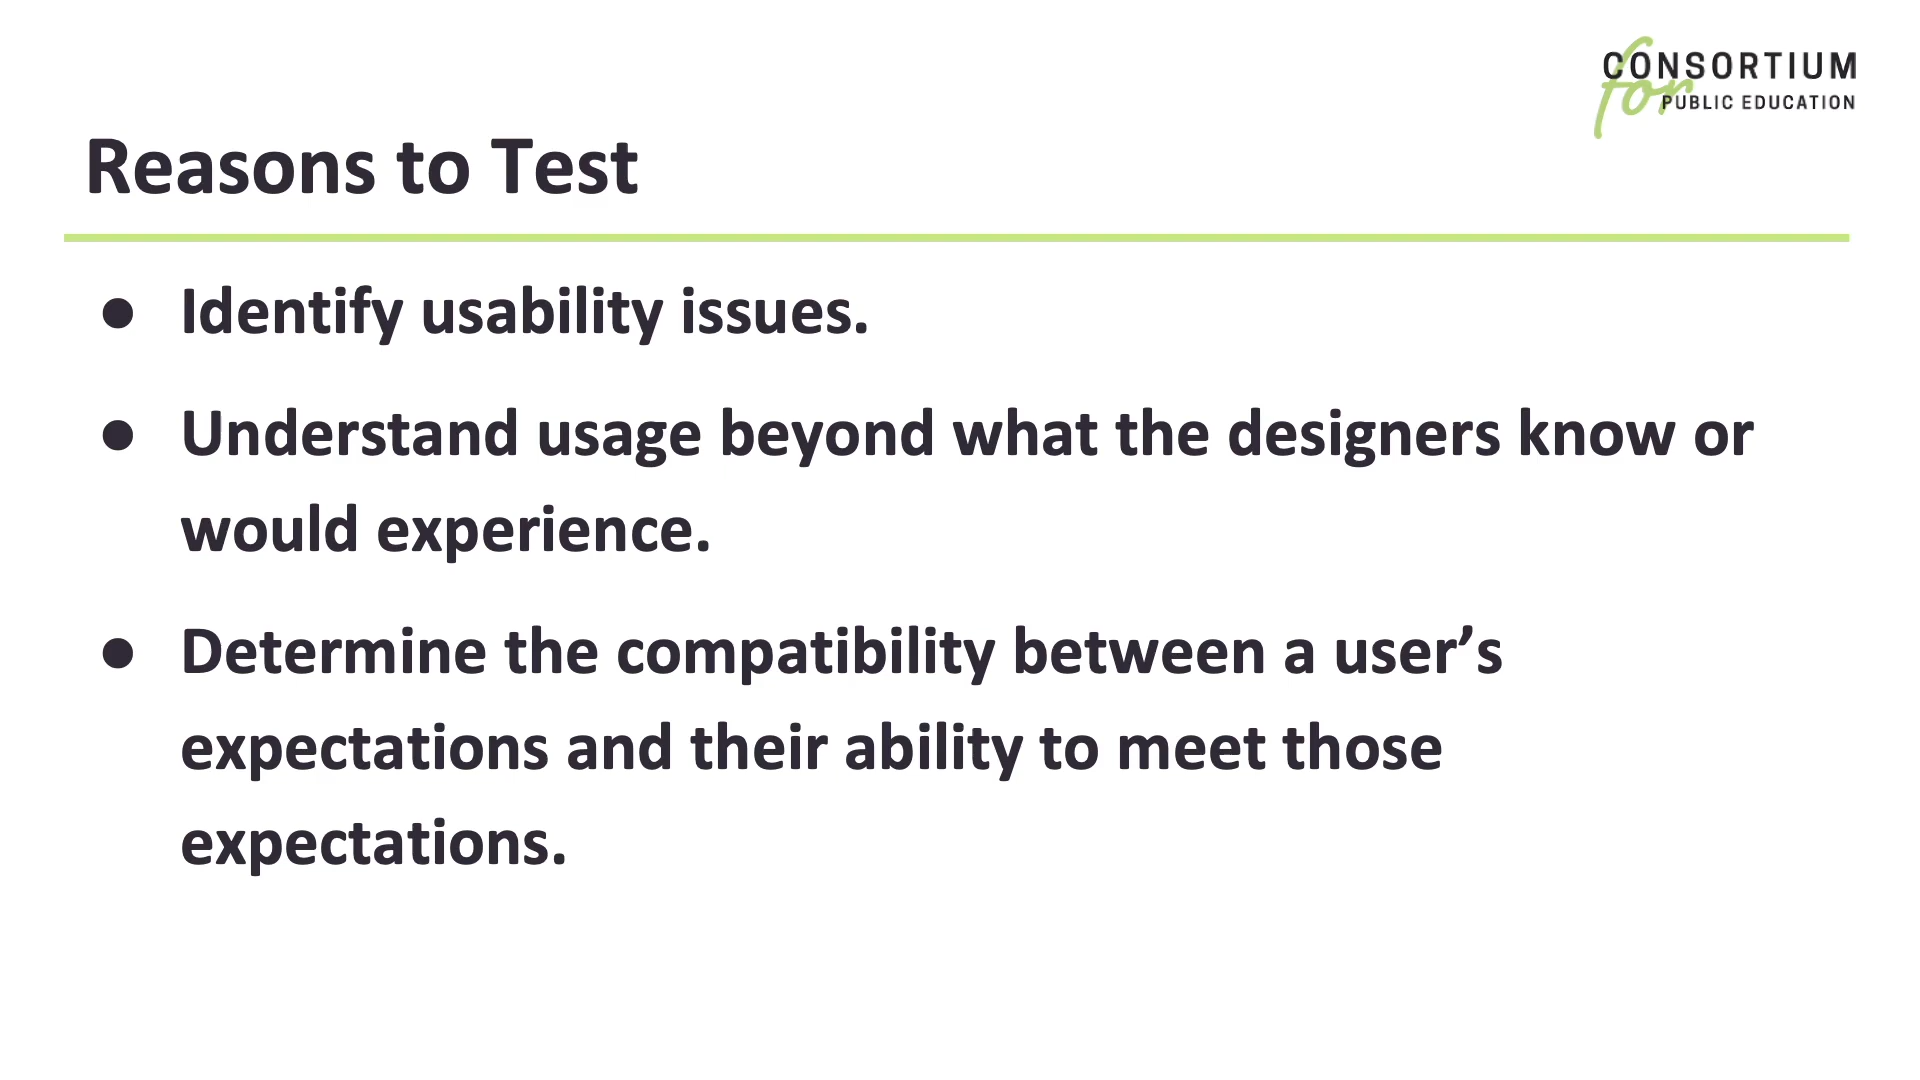 CONSORTIUM
for PUBLIC EDUCATION
Reasons to Test
● Identify usability issues.
● Understand usage beyond what the designers know or
would experience.
● Determine the compatibility between a user’s
expectations and their ability to meet those
expectations.